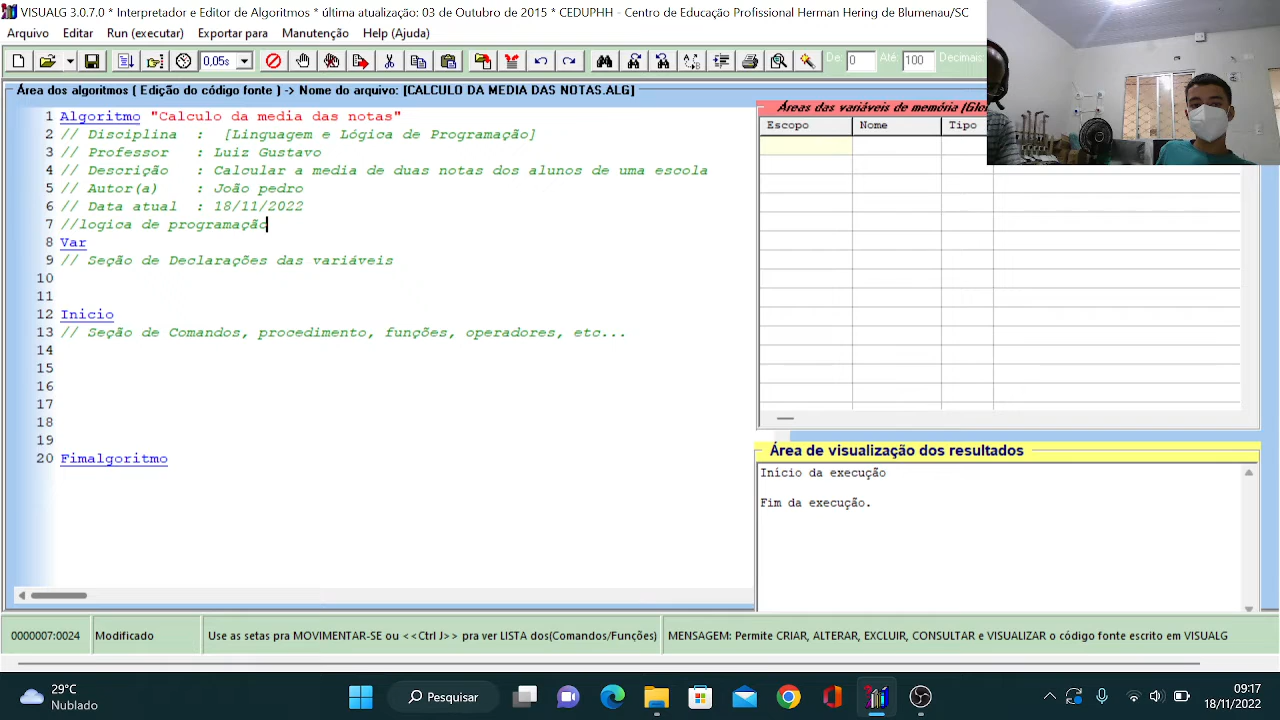 VISUALG 3.0.7.0 * Interpretador e Editor de Algoritmos * última atualização: 03 de Outubro de 2015 * CEDUPHH - Centro de Educação Profissional Herman Hering de Blumenau/SC
Arquivo Editar Run (executar) Exportar para Manutenção Help (Ajuda)
0,05s De: 0 Até: 100 Decimais:
Área dos algoritmos ( Edição do código fonte ) -> Nome do arquivo: [CALCULO DA MEDIA DAS NOTAS.ALG]
1 Algoritmo "Calculo da media das notas"
2 // Disciplina : [Linguagem e Lógica de Programação]
3 // Professor : Luiz Gustavo
4 // Descrição : Calcular a media de duas notas dos alunos de uma escola
5 // Autor(a) : João pedro
6 // Data atual : 18/11/2022
7 //logica de programação
8 Var
9 // Seção de Declarações das variáveis
10
11
12 Inicio
13 // Seção de Comandos, procedimento, funções, operadores, etc...
14
15
16
17
18
19
20 Fimalgoritmo
Áreas das variáveis de memória
Escopo Nome Tipo
Área de visualização dos resultados
Início da execução
Fim da execução.
0000007:0024 Modificado Use as setas pra MOVIMENTAR-SE ou <<Ctrl J>> pra ver LISTA dos(Comandos/Funções) MENSAGEM: Permite CRIAR, ALTERAR, EXCLUIR, CONSULTAR e VISUALIZAR o código fonte escrito em VISUALG
29°C
Nublado
Pesquisar
09:17
18/11/2022